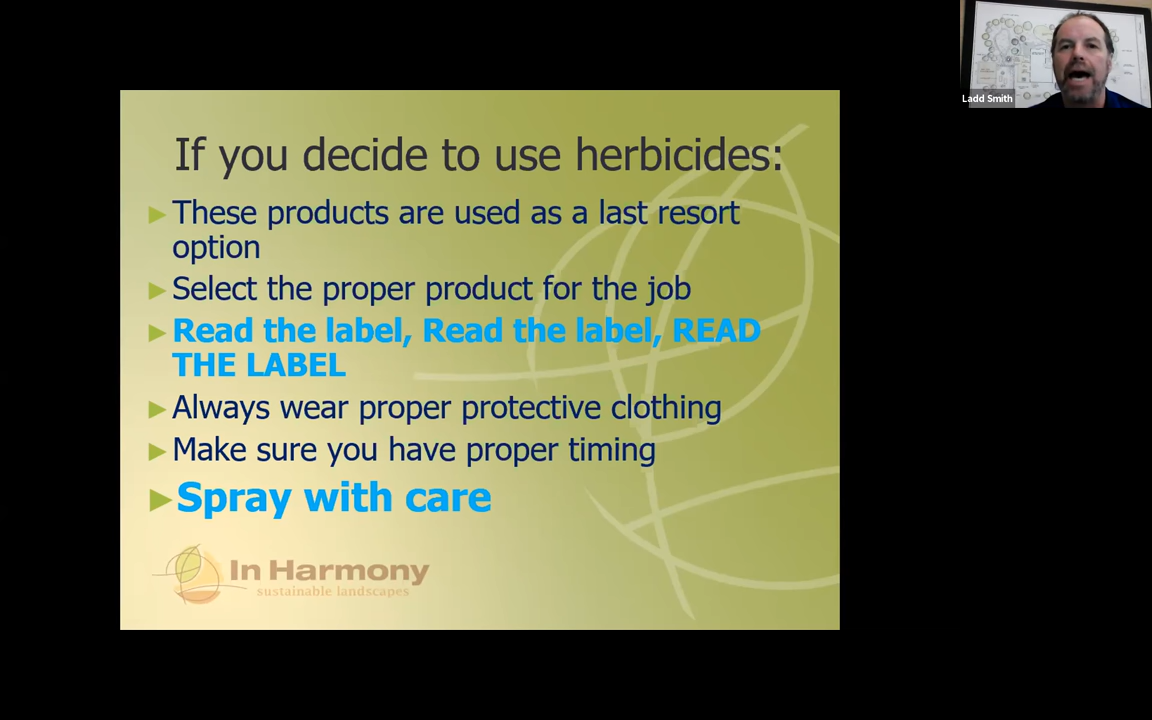 Ladd Smith
If you decide to use herbicides:
►These products are used as a last resort
option
►Select the proper product for the job
►Read the label, Read the label, READ
THE LABEL
►Always wear proper protective clothing
►Make sure you have proper timing
►Spray with care
In Harmony
sustainable landscapes